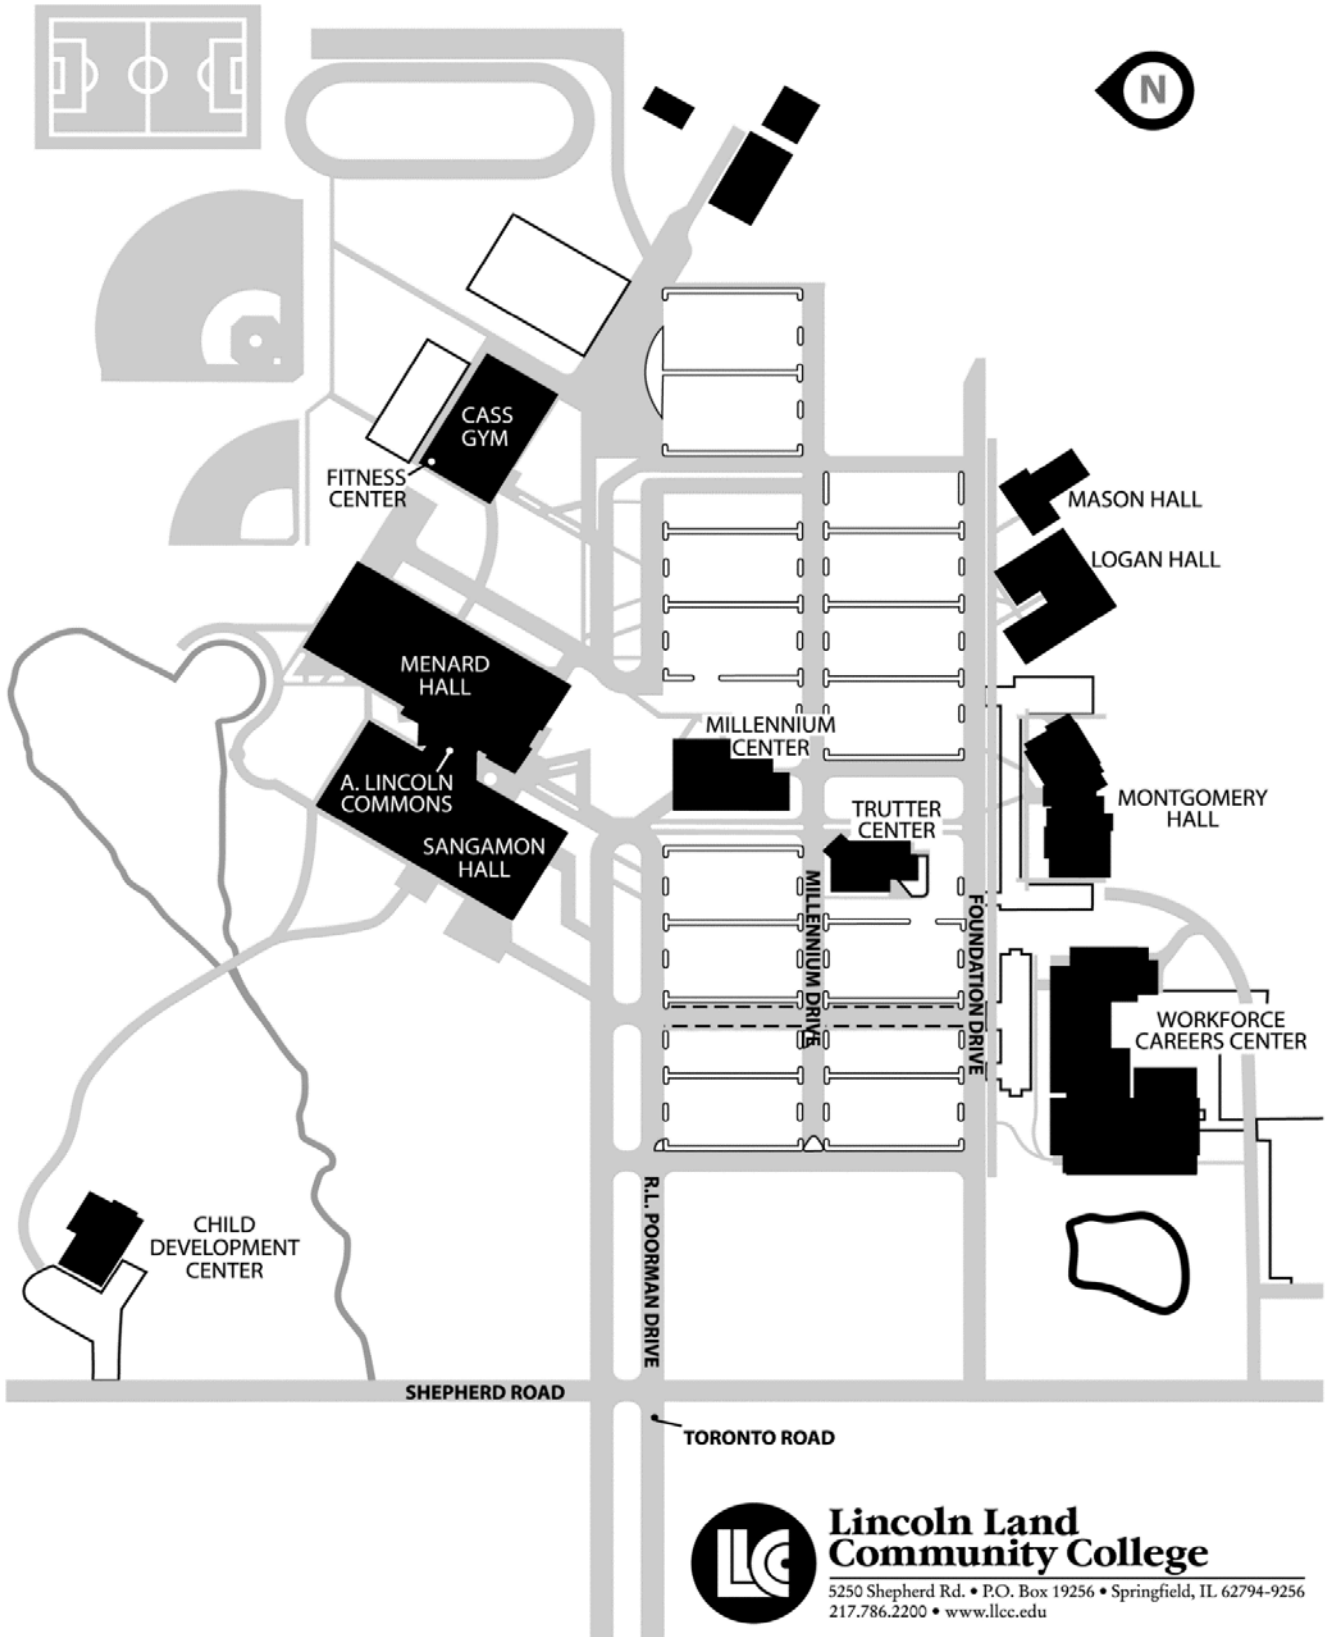 N
CASS
GYM
FITNESS
CENTER
MASON HALL
LOGAN HALL
MENARD
HALL
MILLENNIUM
CENTER
A. LINCOLN
COMMONS
TRUTTER
CENTER
MONTGOMERY
HALL
SANGAMON
HALL
MILLENNIUM DRIVE
FOUNDATION DRIVE
WORKFORCE
CAREERS CENTER
R.L. POORMAN DRIVE
CHILD
DEVELOPMENT
CENTER
SHEPHERD ROAD
TORONTO ROAD
LLCC
Lincoln Land
Community College
5250 Shepherd Rd. • P.O. Box 19256 • Springfield, IL 62794-9256
217.786.2200 • www.llcc.edu